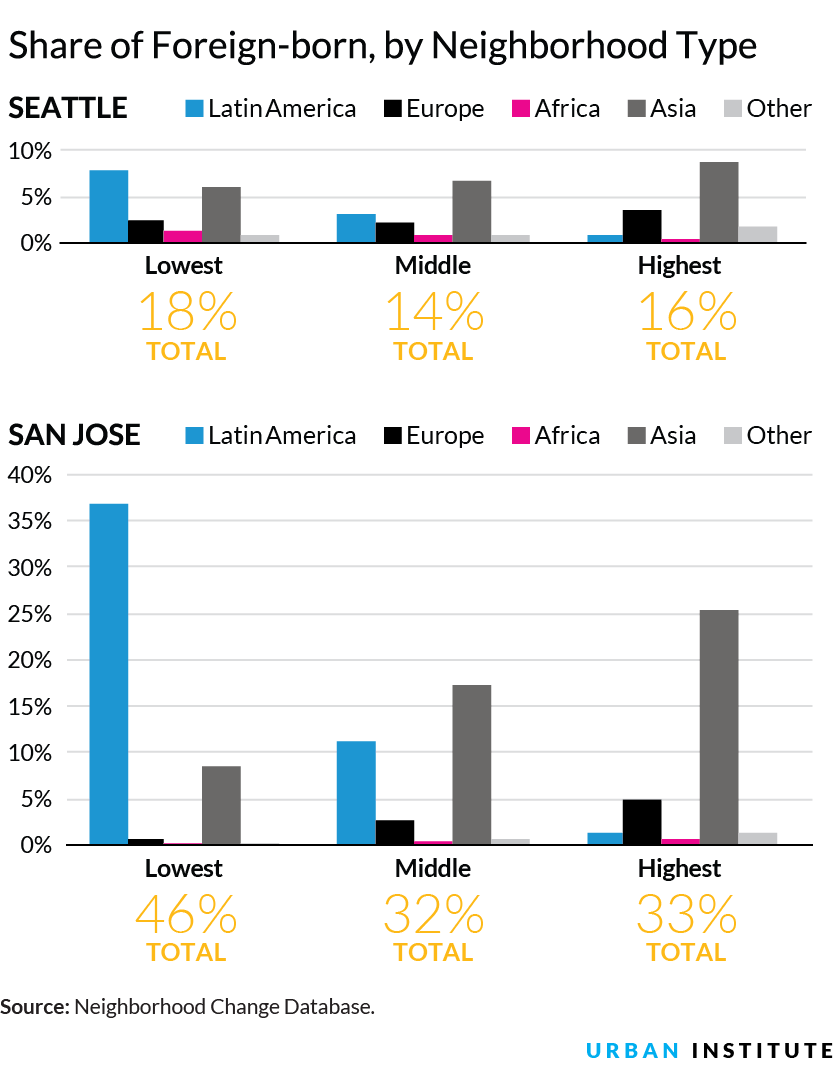 Share of Foreign-born, by Neighborhood Type
SEATTLE Latin America Europe Africa Asia Other
10%
5%
0%
Lowest Middle Highest
18% 14% 16%
TOTAL TOTAL TOTAL
SAN JOSE Latin America Europe Africa Asia Other
40%
35%
30%
25%
20%
15%
10%
5%
0%
Lowest Middle Highest
46% 32% 33%
TOTAL TOTAL TOTAL
Source: Neighborhood Change Database.
URBAN INSTITUTE